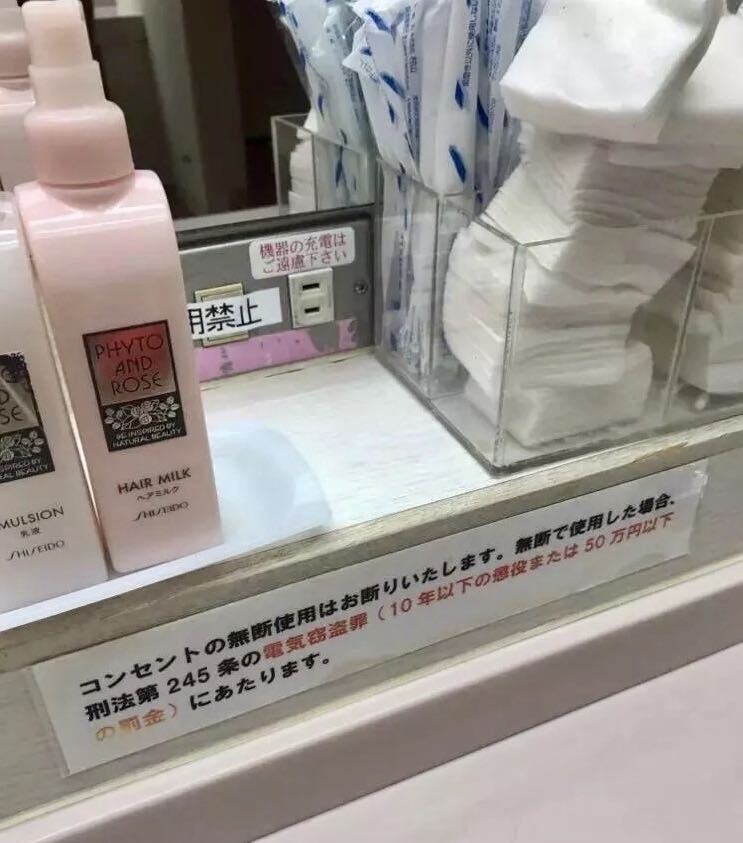 機器の充電は
ご遠慮下さい
用禁止
PHYTO
AND
ROSE
BE INSPIRED BY
NATURAL BEAUTY
HAIR MILK
ヘアミルク
SHISEIDO
SE
BEAUTY
MULSION
乳液
SHISEIDO
コンセントの無断使用はお断りいたします。無断で使用した場合、
刑法第245条の電気窃盗罪（10年以下の懲役または50万円以下
の罰金）にあたります。